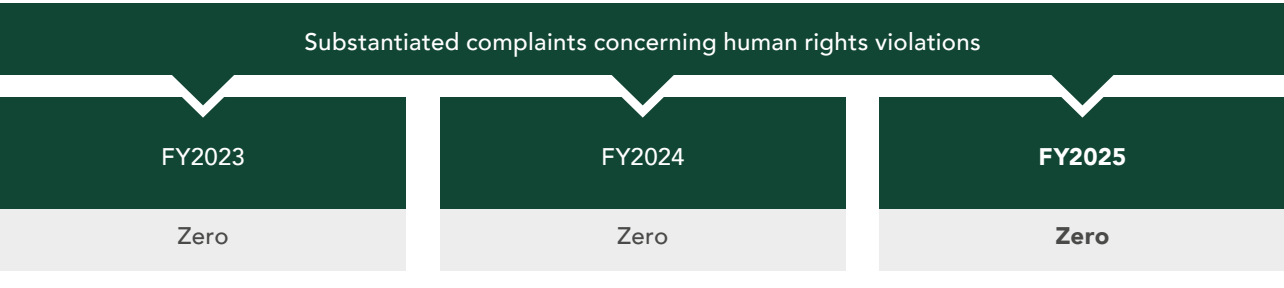 Substantiated complaints concerning human rights violations
FY2023
FY2024
FY2025
Zero
Zero
Zero